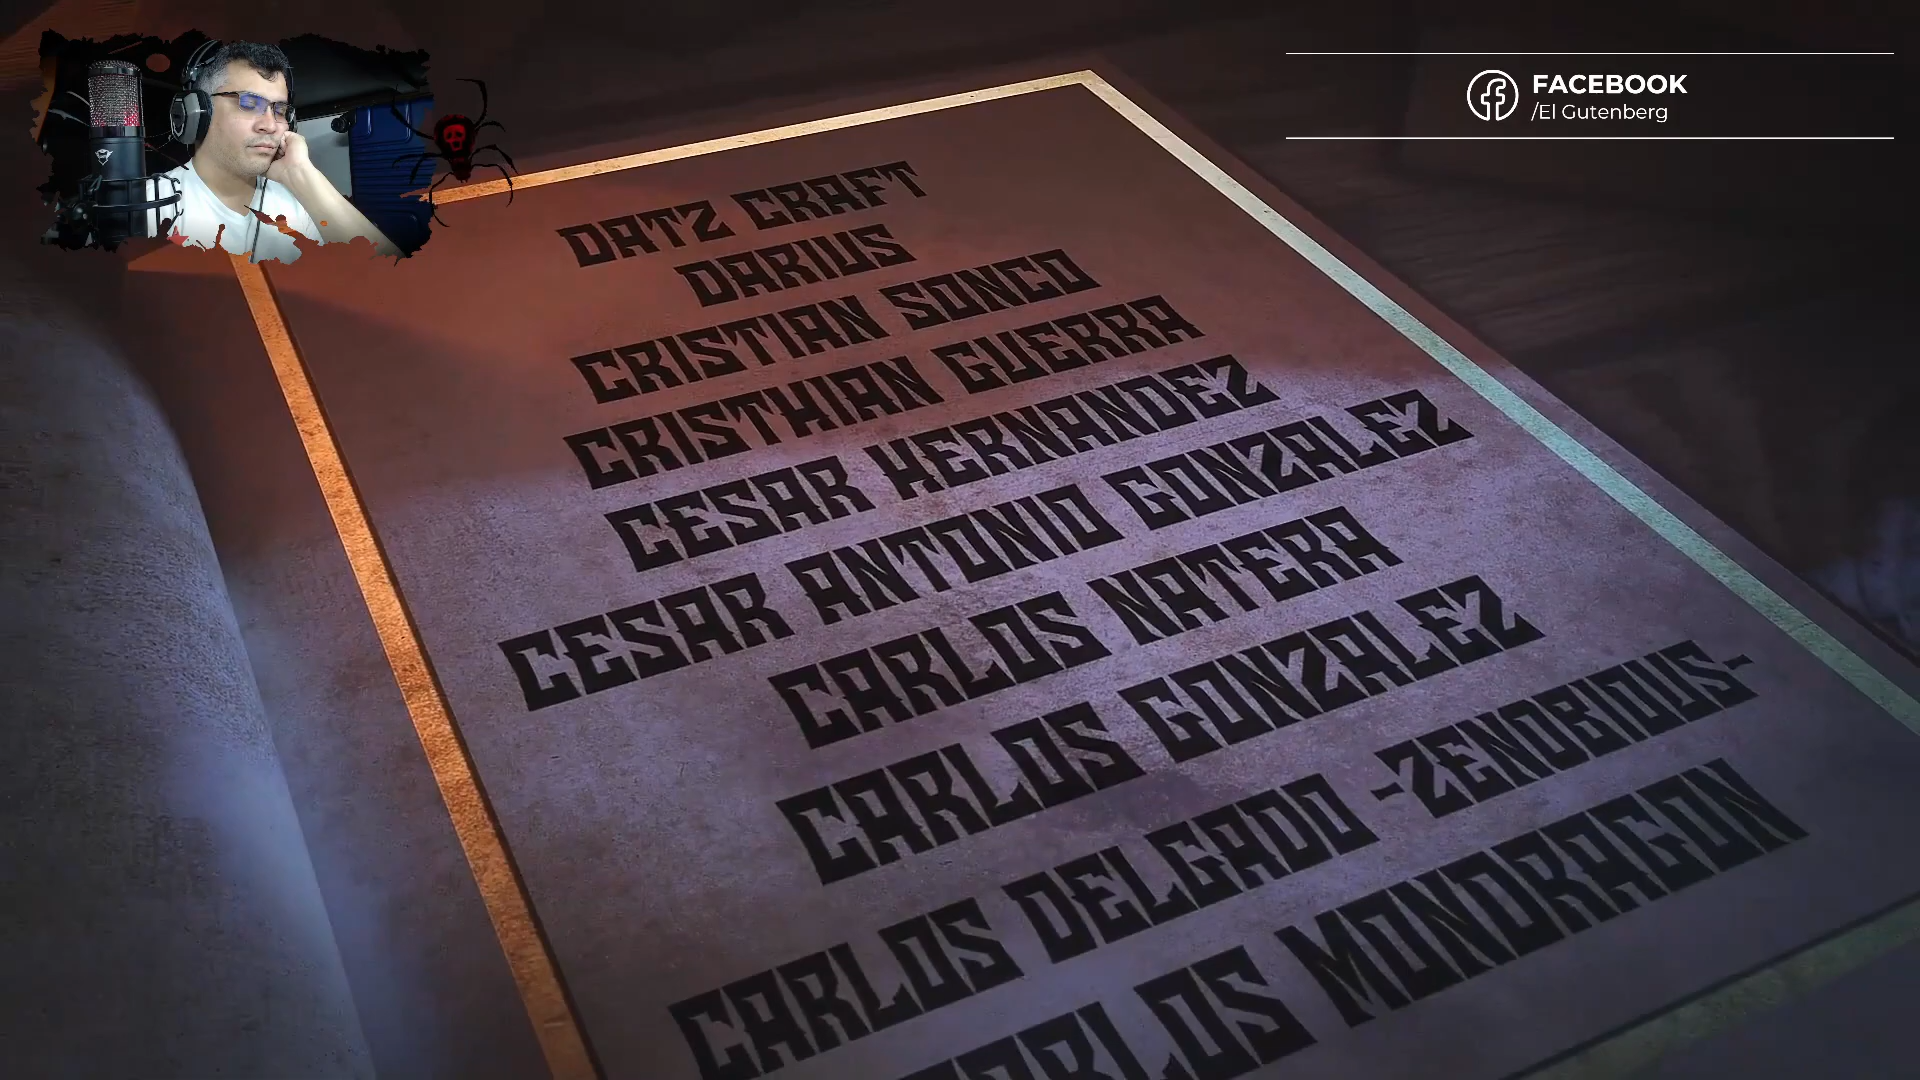 FACEBOOK
/El Gutenberg
DATZ CRAFT
DARIUS
CRISTIAN SONCO
CRISTHIAN GUERRA
CESAR HERNANDEZ
CESAR ANTONIO GONZALEZ
CARLOS NATERA
CARLOS GONZALEZ
CARLOS DELGADO -ZENOBIOUS-
CARLOS MONDRAGON